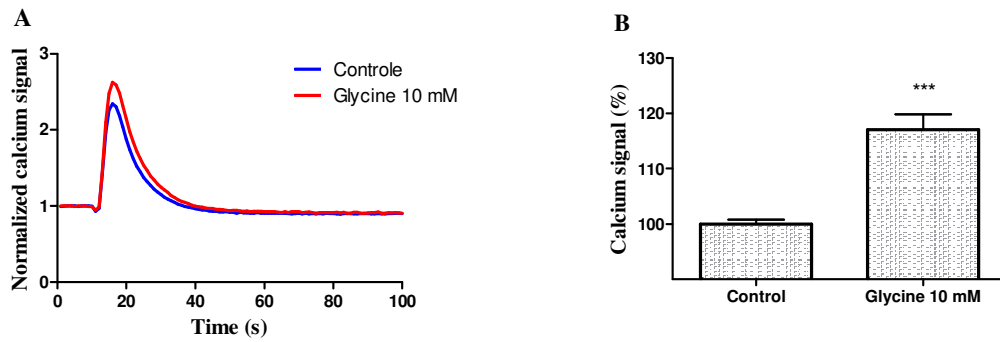 A
Normalized calcium signal
3
2
1
0
0 20 40 60 80 100
Time (s)
Controle
Glycine 10 mM
B
Calcium signal (%)
130
120
110
100
***
Control Glycine 10 mM